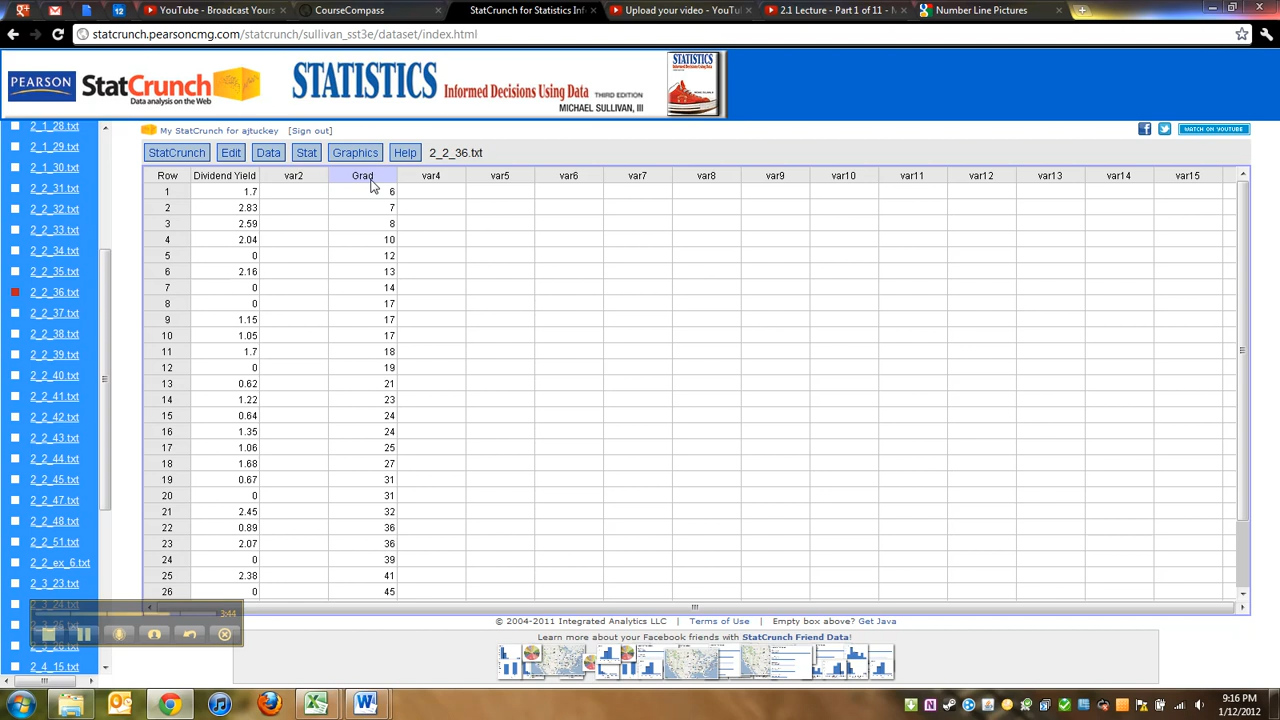 YouTube - Broadcast Yours
CourseCompass
StatCrunch for Statistics Inf
Upload your video - YouTub
2.1 Lecture - Part 1 of 11 - M
Number Line Pictures
statcrunch.pearsoncmg.com/statcrunch/sullivan_sst3e/dataset/index.html
PEARSON StatCrunch
Data analysis on the Web
STATISTICS
Informed Decisions Using Data THIRD EDITION
MICHAEL SULLIVAN, III
STATISTICS
My StatCrunch for ajtuckey [Sign out]
WATCH ON YOUTUBE
StatCrunch Edit Data Stat Graphics Help 2_2_36.txt
2_1_28.txt
2_1_29.txt
2_1_30.txt
2_2_31.txt
2_2_32.txt
2_2_33.txt
2_2_34.txt
2_2_35.txt
2_2_36.txt
2_2_37.txt
2_2_38.txt
2_2_39.txt
2_2_40.txt
2_2_41.txt
2_2_42.txt
2_2_43.txt
2_2_44.txt
2_2_45.txt
2_2_47.txt
2_2_48.txt
2_2_51.txt
2_2_ex_6.txt
2_3_23.txt
2_3_24.txt
2_4_15.txt
Row Dividend Yield var2 Grad var4 var5 var6 var7 var8 var9 var10 var11 var12 var13 var14 var15
1 1.7 6
2 2.83 7
3 2.59 8
4 2.04 10
5 0 12
6 2.16 13
7 0 14
8 0 17
9 1.15 17
10 1.05 17
11 1.7 18
12 0 19
13 0.62 21
14 1.22 23
15 0.64 24
16 1.35 24
17 1.06 25
18 1.68 27
19 0.67 31
20 0 31
21 2.45 32
22 0.89 36
23 2.07 36
24 0 39
25 2.38 41
26 0 45
3:44
© 2004-2011 Integrated Analytics LLC | Terms of Use | Empty box above? Get Java
Learn more about your Facebook friends with StatCrunch Friend Data!
9:16 PM
1/12/2012